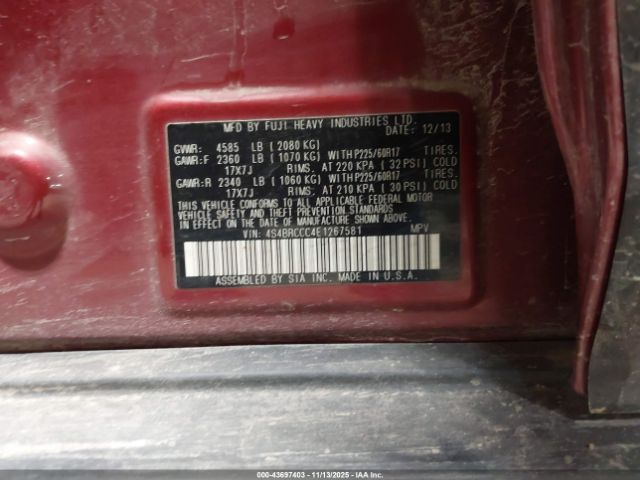 MFD BY FUJI HEAVY INDUSTRIES LTD.
DATE: 12/13
GVWR: 4585 LB ( 2080 KG)
GAWR:F 2360 LB ( 1070 KG) WITH P225/60R17 TIRES.
17X7J RIMS. AT 220 KPA ( 32 PSI) COLD
GAWR:R 2340 LB ( 1060 KG) WITH P225/60R17 TIRES.
17X7J RIMS. AT 210 KPA ( 30 PSI) COLD
THIS VEHICLE CONFORMS TO ALL APPLICABLE FEDERAL MOTOR
VEHICLE SAFETY AND THEFT PREVENTION STANDARDS IN EFFECT
ON THE DATE OF MANUFACTURE SHOWN ABOVE.
VIN: 4S4BRCCC4E1267581 MPV
ASSEMBLED BY SIA INC. MADE IN U.S.A.
000-43697403 - 11/13/2025 - IAAI.com